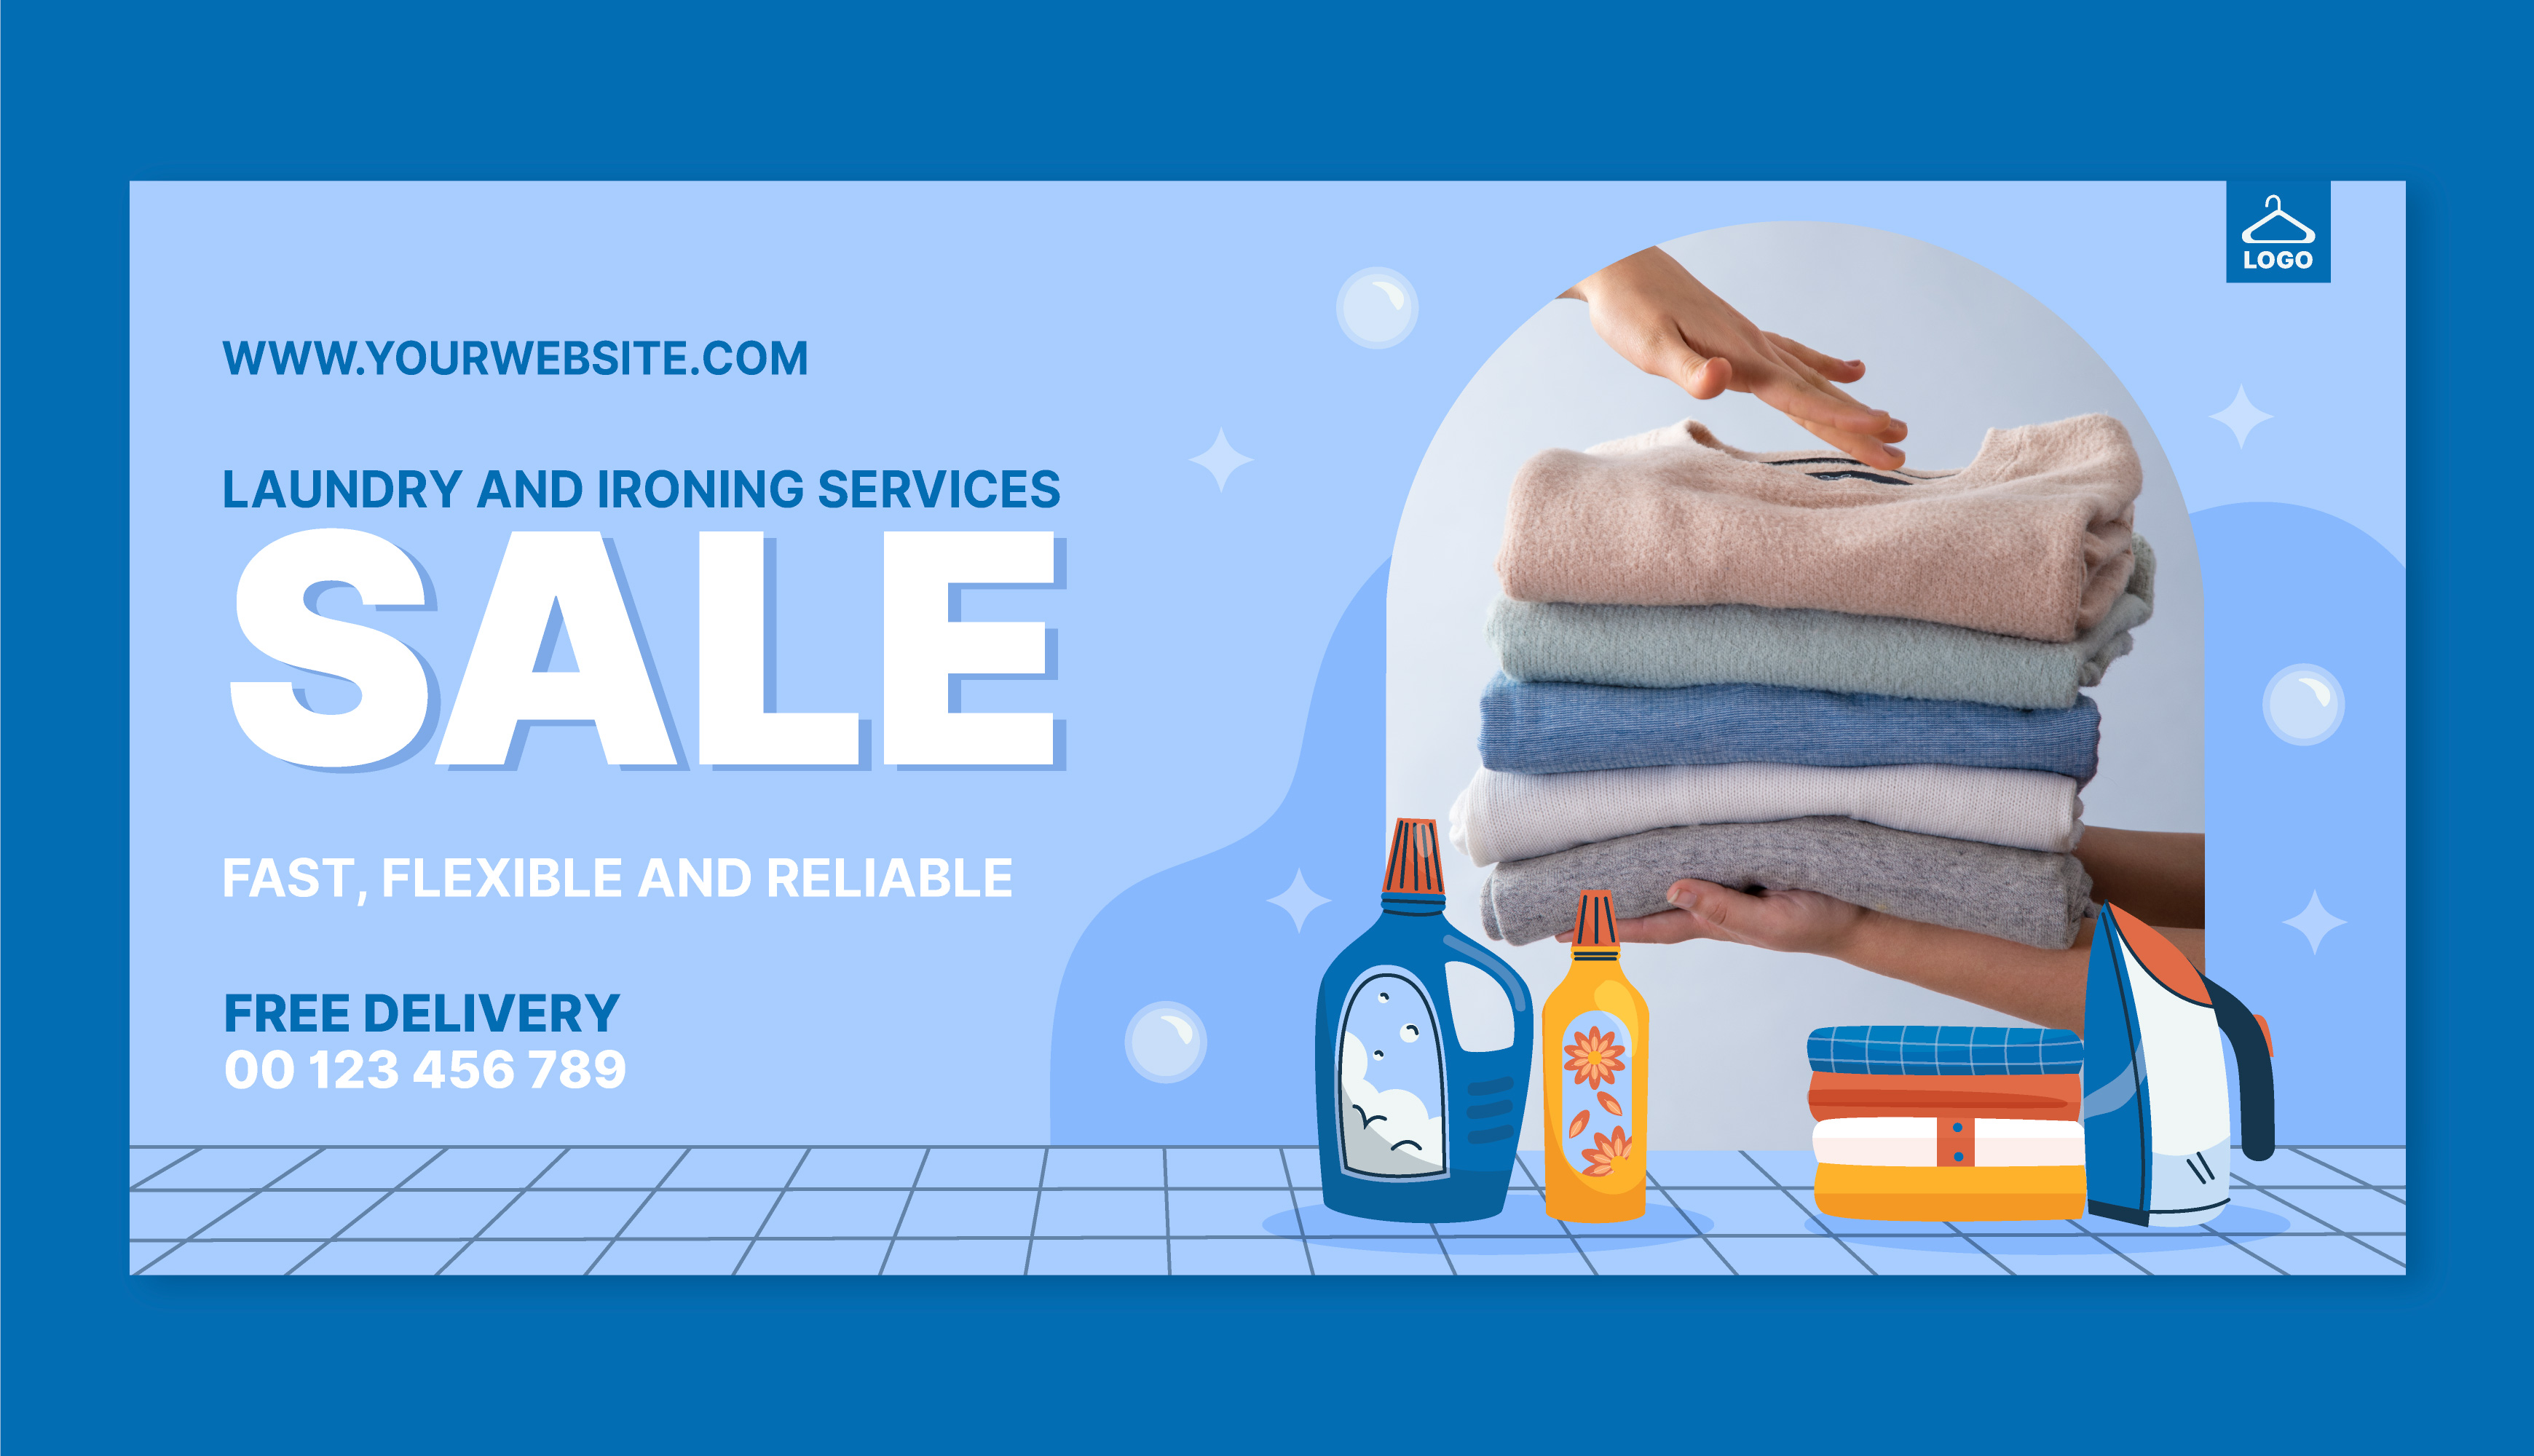 LOGO
WWW.YOURWEBSITE.COM
LAUNDRY AND IRONING SERVICES
SALE
FAST, FLEXIBLE AND RELIABLE
FREE DELIVERY
00 123 456 789